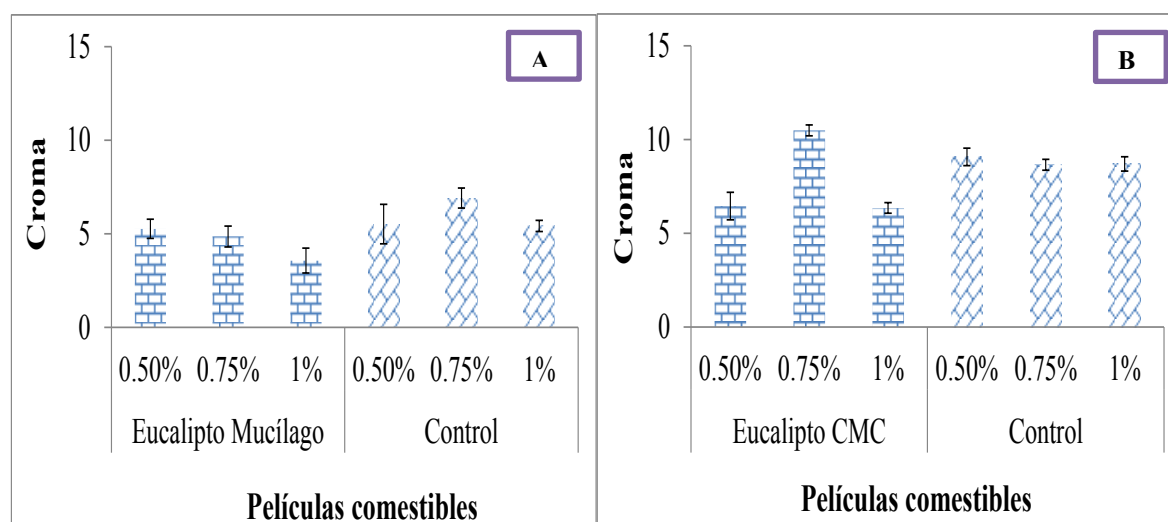 A
Croma
15
10
5
0
0.50% 0.75% 1% 0.50% 0.75% 1%
Eucalipto Mucílago Control
Películas comestibles
B
Croma
15
10
5
0
0.50% 0.75% 1% 0.50% 0.75% 1%
Eucalipto CMC Control
Películas comestibles